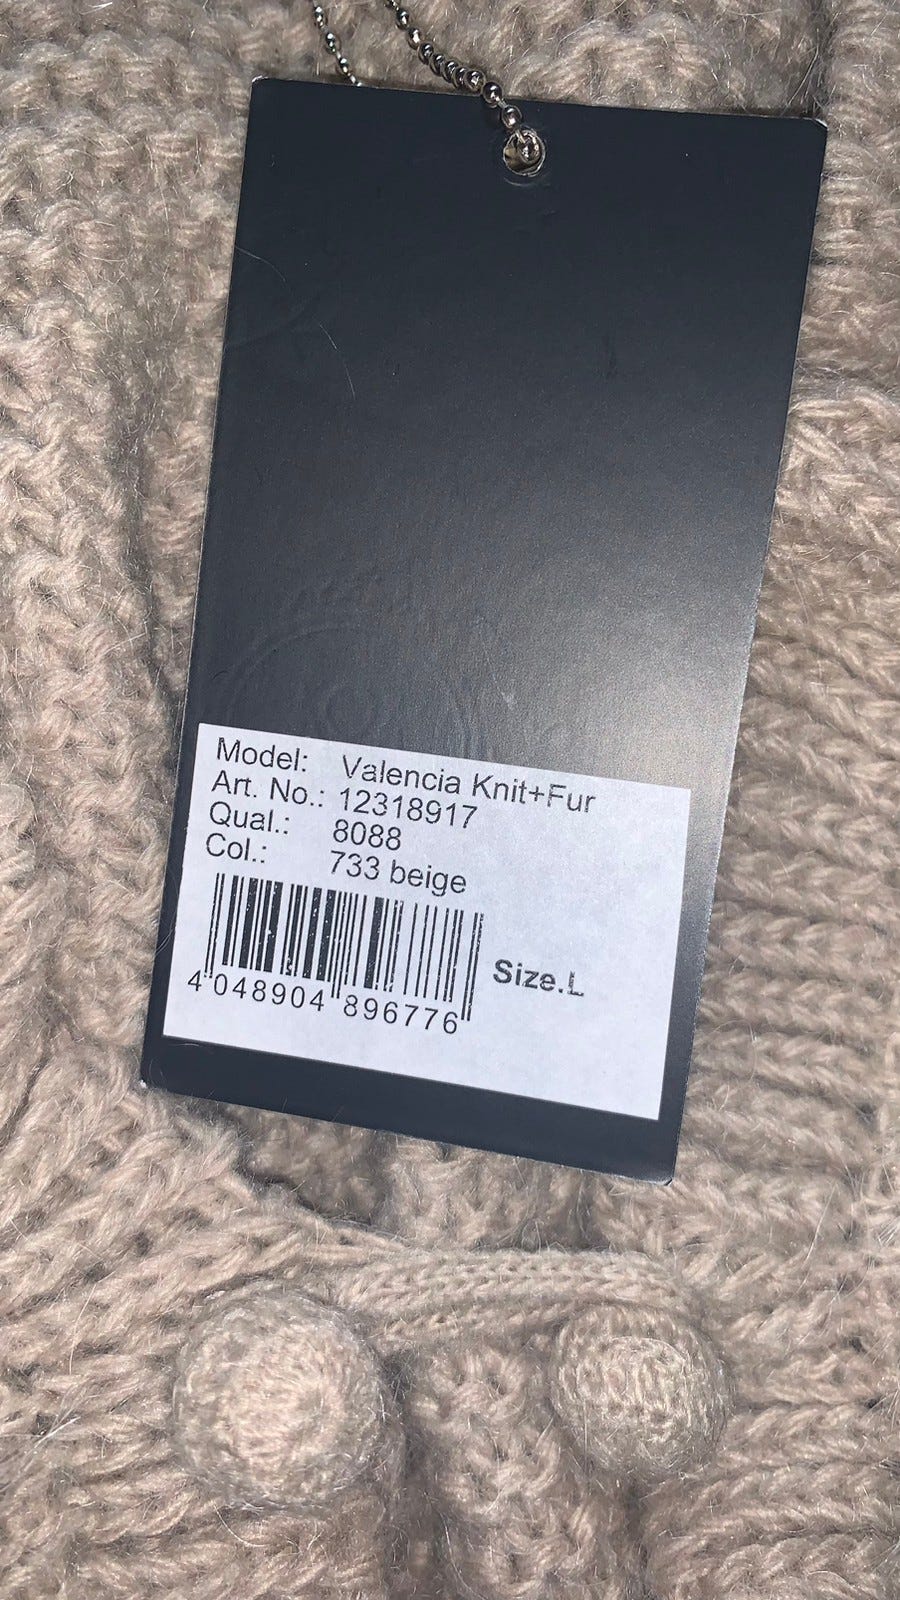 Model: Valencia Knit+Fur
Art. No.: 12318917
Qual.: 8088
Col.: 733 beige
Size.L
4 048904 896776